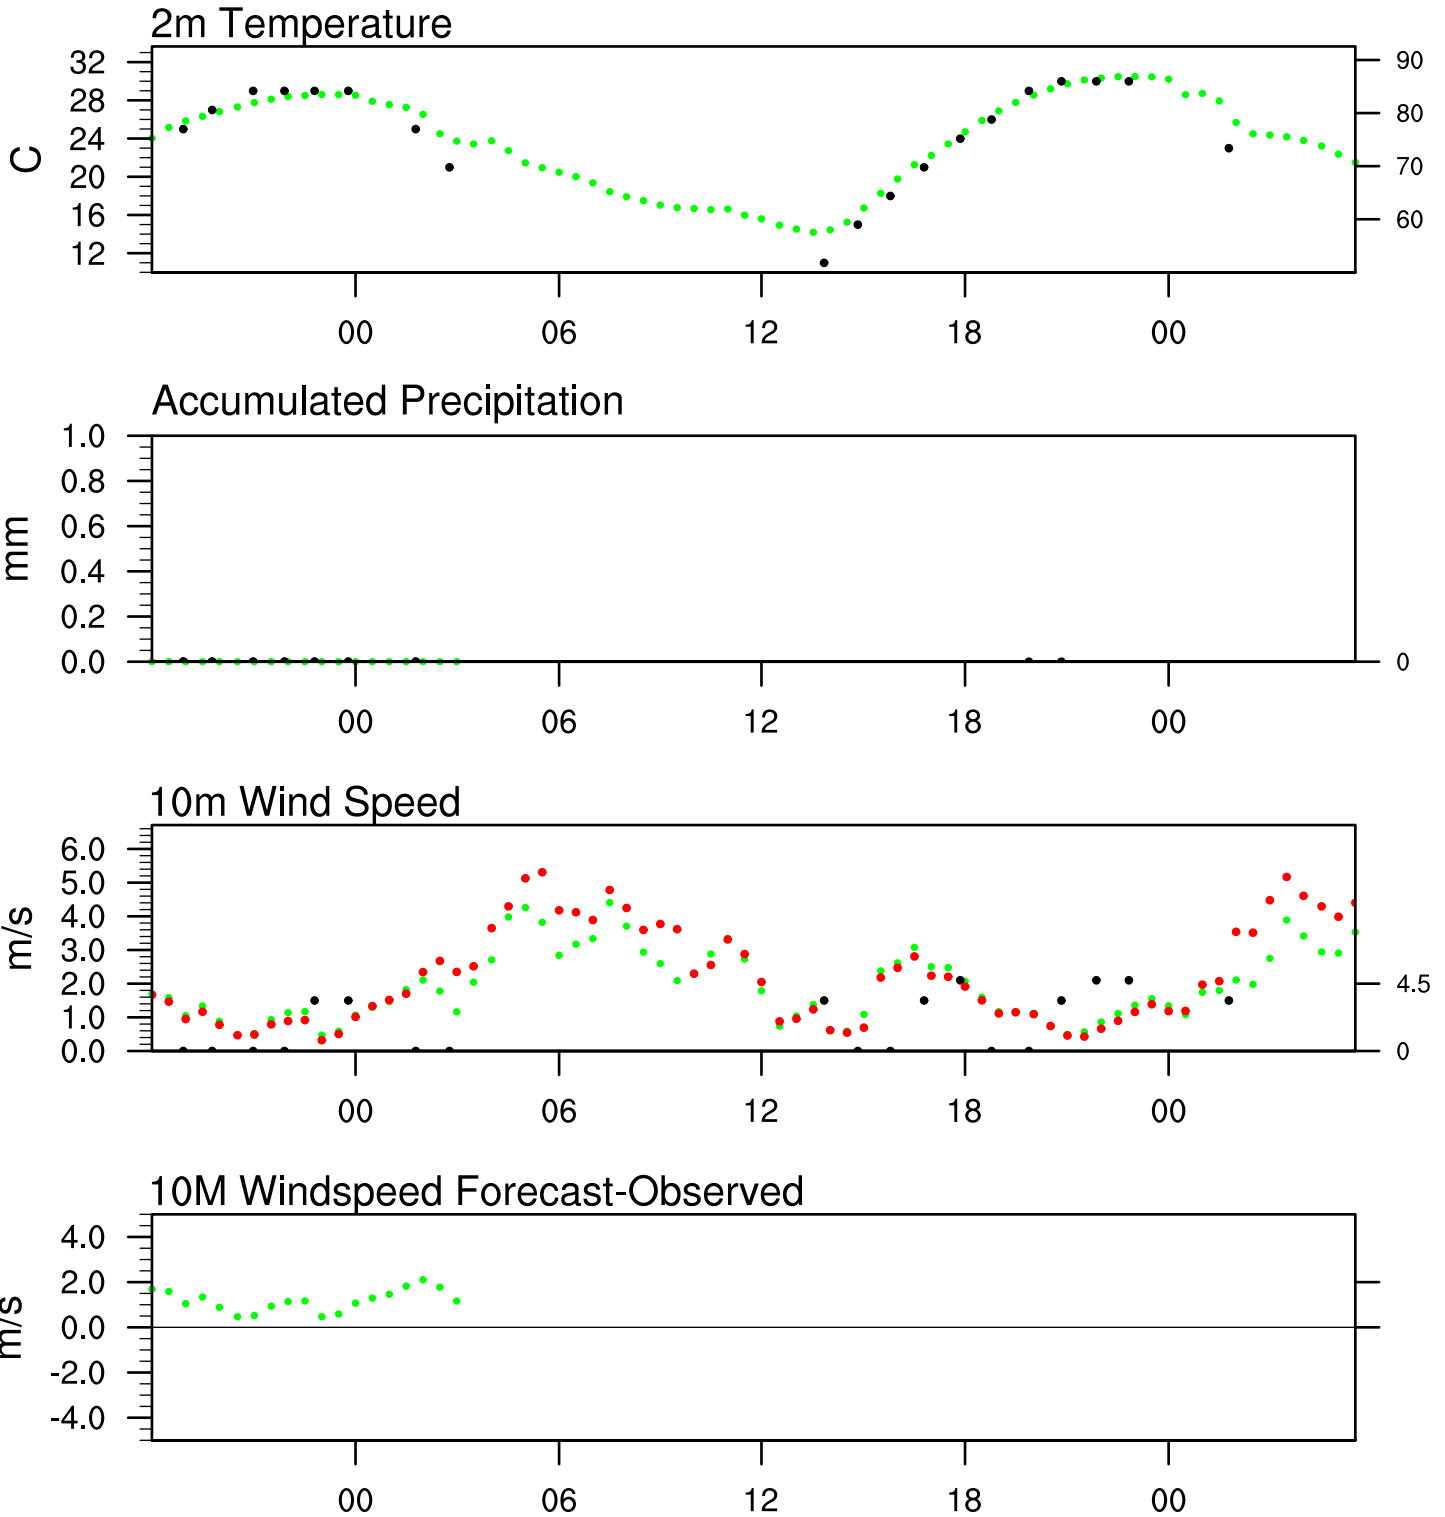 2m Temperature
32
28
24
20
16
12
C
90
80
70
60
00 06 12 18 00
Accumulated Precipitation
1.0
0.8
0.6
0.4
0.2
0.0
mm
0
00 06 12 18 00
10m Wind Speed
6.0
5.0
4.0
3.0
2.0
1.0
0.0
m/s
4.5
0
00 06 12 18 00
10M Windspeed Forecast-Observed
4.0
2.0
0.0
-2.0
-4.0
m/s
00 06 12 18 00